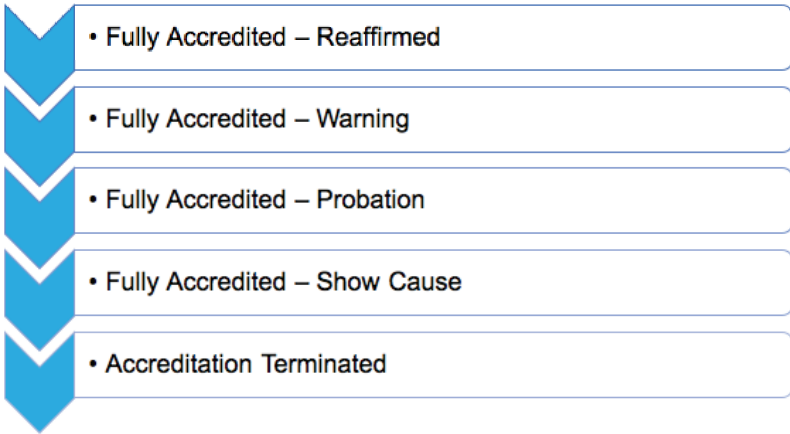 • Fully Accredited – Reaffirmed
• Fully Accredited – Warning
• Fully Accredited – Probation
• Fully Accredited – Show Cause
• Accreditation Terminated